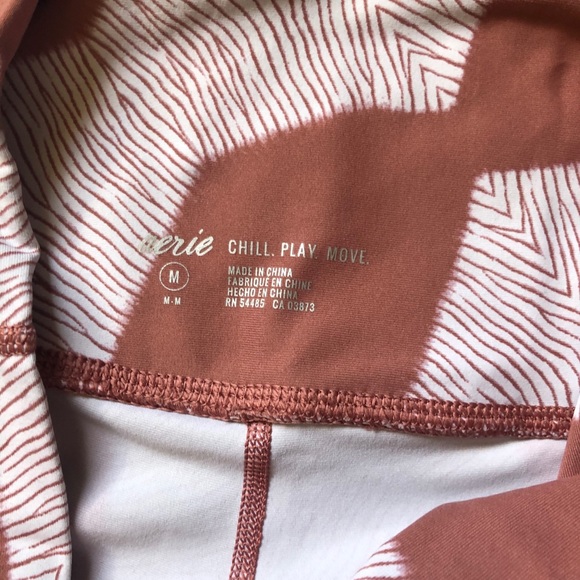 aerie CHILL. PLAY. MOVE.
M
M-M
MADE IN CHINA
FABRIQUE EN CHINE
HECHO EN CHINA
RN 54485 CA 03873